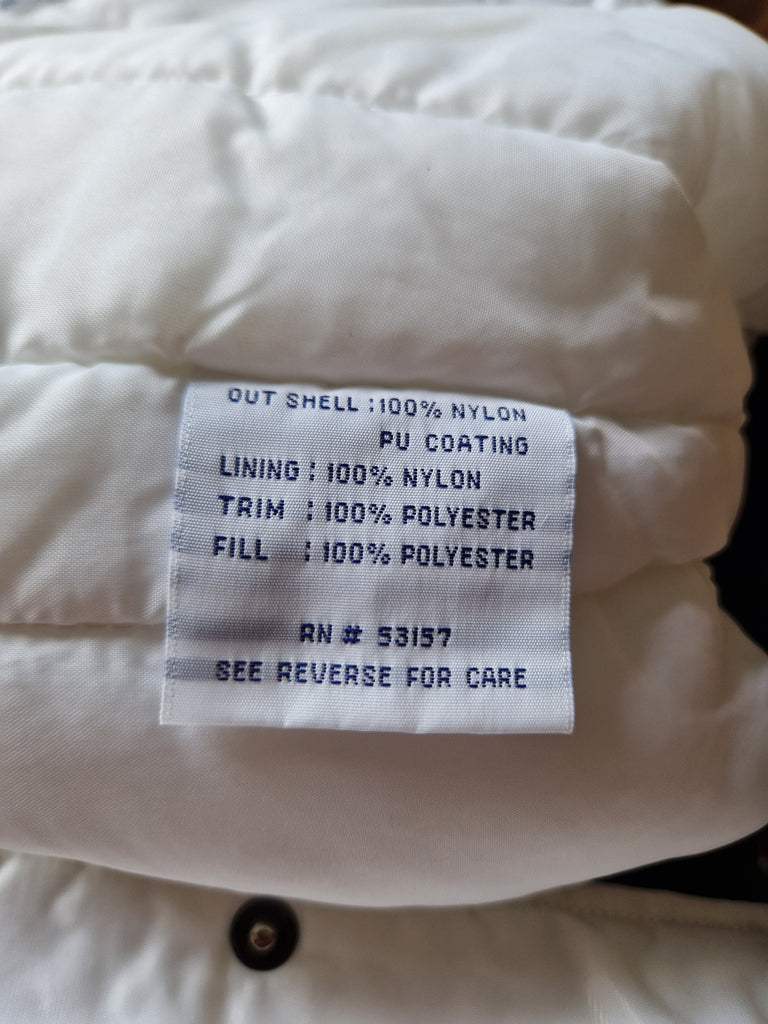 OUT SHELL :100% NYLON
PU COATING
LINING : 100% NYLON
TRIM : 100% POLYESTER
FILL : 100% POLYESTER
RN # 53157
SEE REVERSE FOR CARE